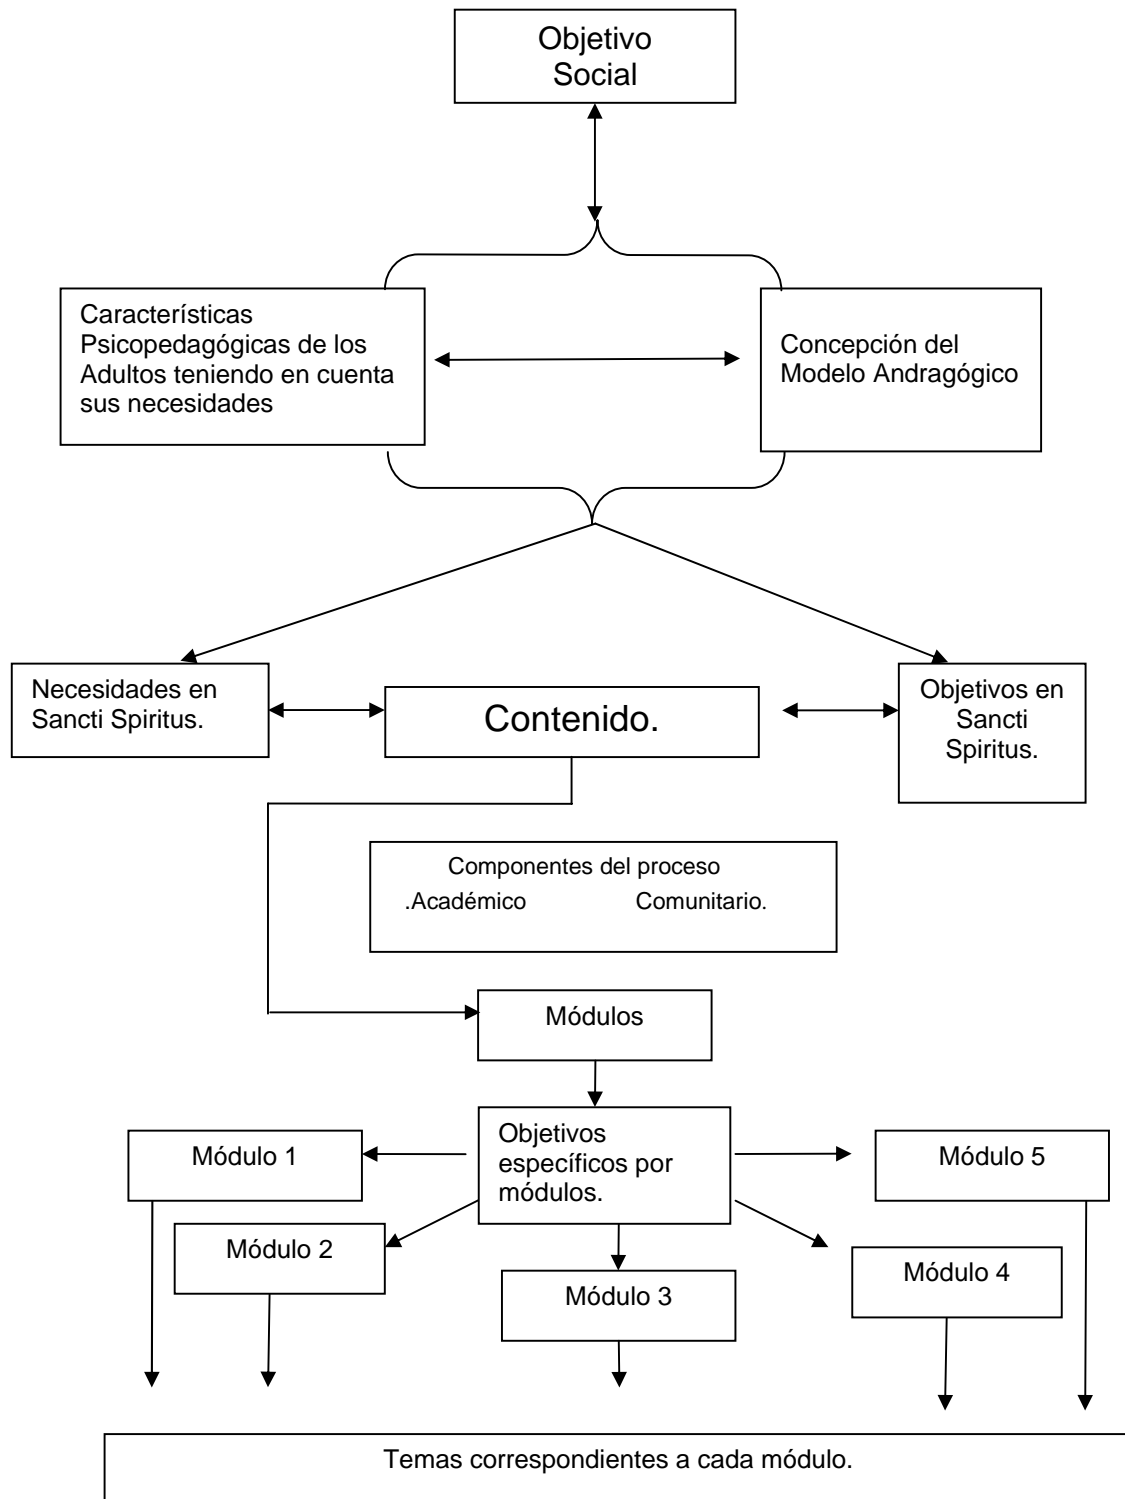 Objetivo
Social
Características
Psicopedagógicas de los
Adultos teniendo en cuenta
sus necesidades
Concepción del
Modelo Andragógico
Necesidades en
Sancti Spiritus.
Contenido.
Objetivos en
Sancti
Spiritus.
Componentes del proceso
.Académico Comunitario.
Módulos
Objetivos
específicos por
módulos.
Módulo 1
Módulo 5
Módulo 2
Módulo 4
Módulo 3
Temas correspondientes a cada módulo.